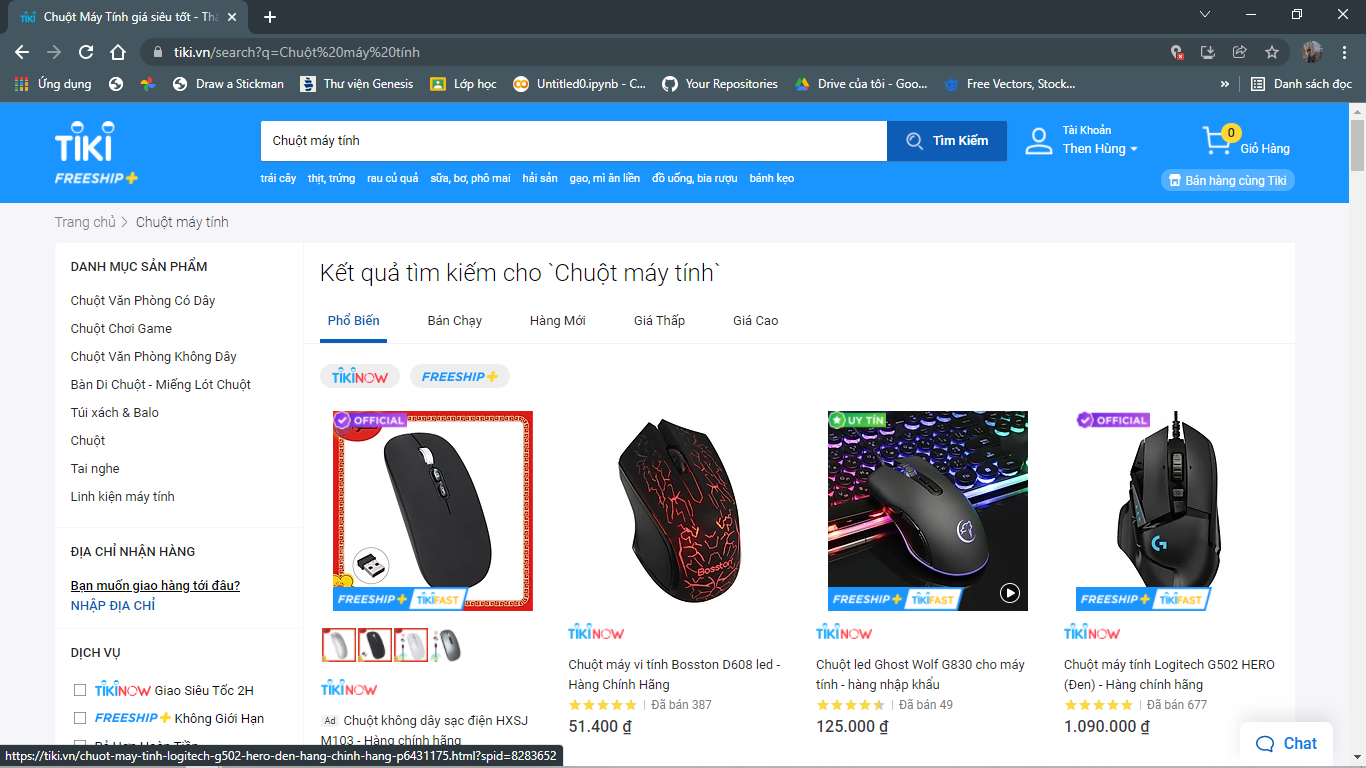 Chuột Máy Tính giá siêu tốt - Thá
tiki.vn/search?q=Chuột%20máy%20tính
Ứng dụng
Draw a Stickman
Thư viện Genesis
Lớp học
Untitled0.ipynb - C...
Your Repositories
Drive của tôi - Goo...
Free Vectors, Stock...
»
Danh sách đọc
TIKI
FREESHIP+
Chuột máy tính
Tìm Kiếm
Tài Khoản
Then Hùng
0
Giỏ Hàng
trái cây thịt, trứng rau củ quả sữa, bơ, phô mai hải sản gạo, mì ăn liền đồ uống, bia rượu bánh kẹo
Bán hàng cùng Tiki
Trang chủ > Chuột máy tính
DANH MỤC SẢN PHẨM
Chuột Văn Phòng Có Dây
Chuột Chơi Game
Chuột Văn Phòng Không Dây
Bàn Di Chuột - Miếng Lót Chuột
Túi xách & Balo
Chuột
Tai nghe
Linh kiện máy tính
ĐỊA CHỈ NHẬN HÀNG
Bạn muốn giao hàng tới đâu?
NHẬP ĐỊA CHỈ
DỊCH VỤ
TIKINOW Giao Siêu Tốc 2H
FREESHIP+ Không Giới Hạn
Kết quả tìm kiếm cho `Chuột máy tính`
Phổ Biến Bán Chạy Hàng Mới Giá Thấp Giá Cao
TIKINOW FREESHIP+
OFFICIAL
FREESHIP+ TIKIFAST
TIKINOW
Ad Chuột không dây sạc điện HXSJ
M103 - Hàng chính hãng
Bosston
TIKINOW
Chuột máy vi tính Bosston D608 led -
Hàng Chính Hãng
Đã bán 387
51.400 ₫
UY TÍN
FREESHIP+ TIKIFAST
TIKINOW
Chuột led Ghost Wolf G830 cho máy
tính - hàng nhập khẩu
Đã bán 49
125.000 ₫
OFFICIAL
G
FREESHIP+ TIKIFAST
TIKINOW
Chuột máy tính Logitech G502 HERO
(Đen) - Hàng chính hãng
Đã bán 677
1.090.000 ₫
Chat
https://tiki.vn/chuot-may-tinh-logitech-g502-hero-den-hang-chinh-hang-p6431175.html?spid=8283652